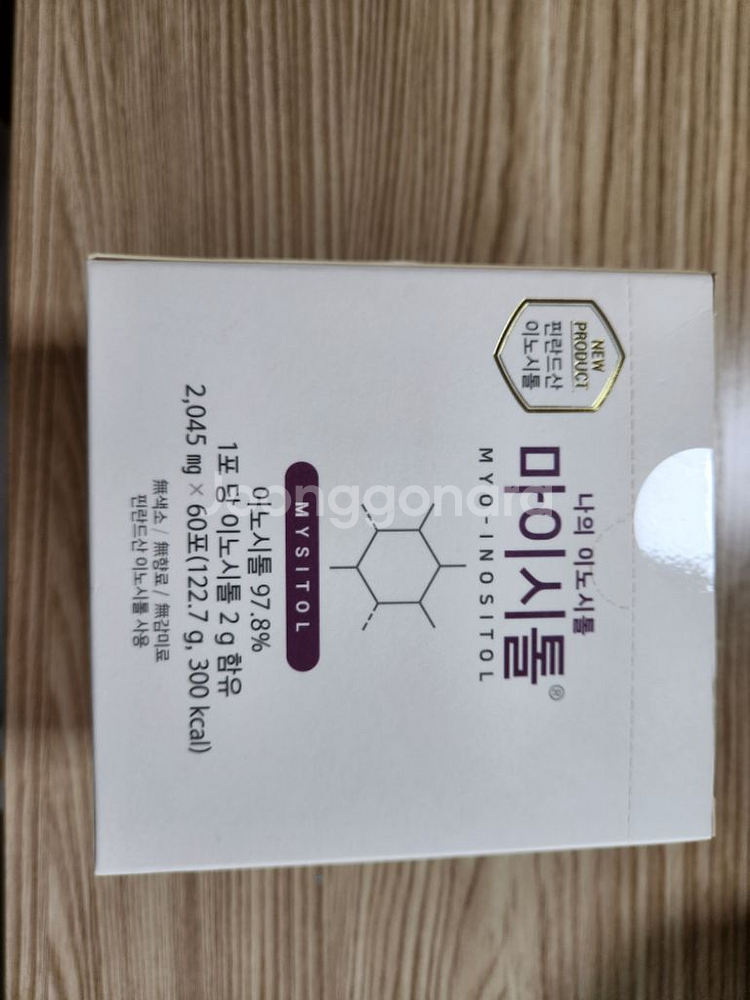 NEW
PRODUCT
핀란드산
이노시톨
나의 이노시톨
마이시톨®
MYO-INOSITOL
MYSITOL
이노시톨 97.8%
1포 당 이노시톨 2 g 함유
2,045 ㎎ × 60포(122.7 g, 300 kcal)
無색소 / 無향료 / 無감미료
핀란드산 이노시톨 사용
Joonggonara